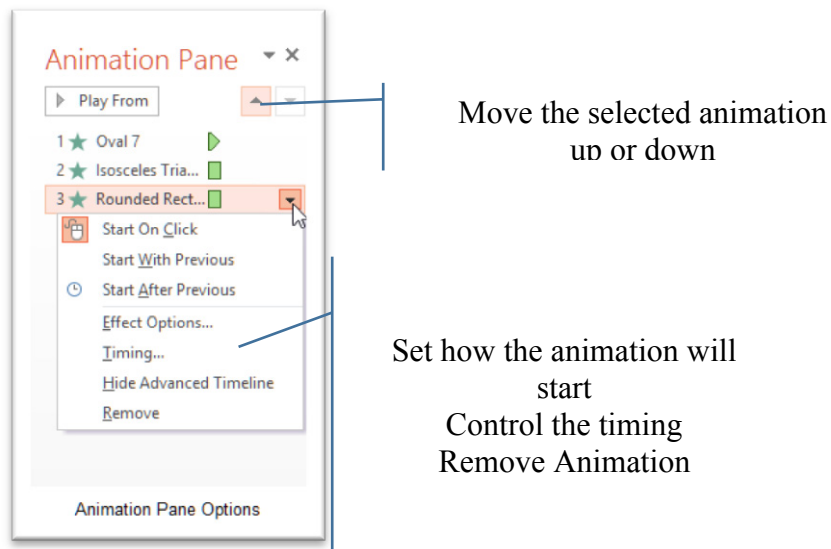 Animation Pane
Play From
1 Oval 7
2 Isosceles Tria...
3 Rounded Rect...
Start On Click
Start With Previous
Start After Previous
Effect Options...
Timing...
Hide Advanced Timeline
Remove
Animation Pane Options
Move the selected animation
up or down
Set how the animation will
start
Control the timing
Remove Animation